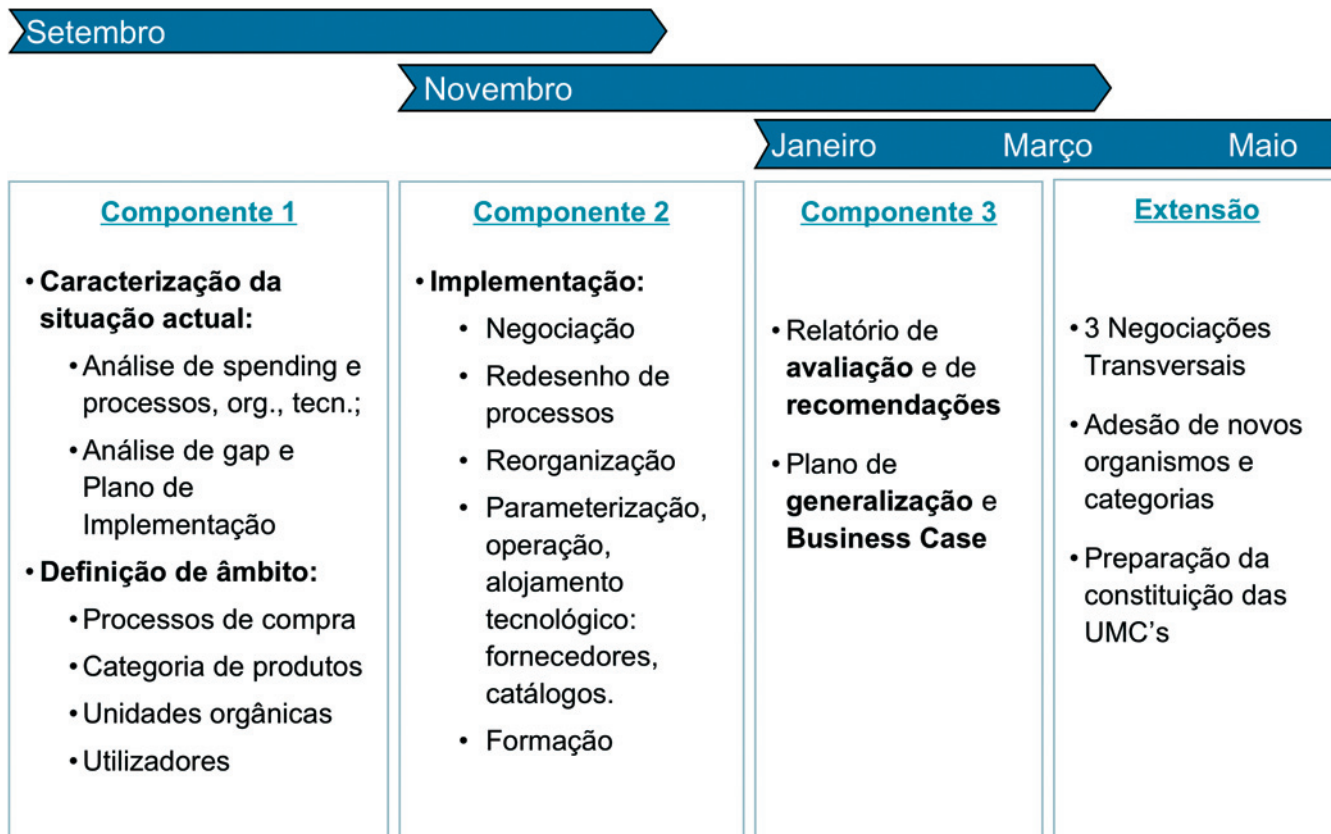 Setembro
Novembro
Janeiro Março Maio
Componente 1
• Caracterização da
situação actual:
• Análise de spending e
processos, org., tecn.;
• Análise de gap e
Plano de
Implementação
• Definição de âmbito:
• Processos de compra
• Categoria de produtos
• Unidades orgânicas
• Utilizadores
Componente 2
• Implementação:
• Negociação
• Redesenho de
processos
• Reorganização
• Parameterização,
operação,
alojamento
tecnológico:
fornecedores,
catálogos.
• Formação
Componente 3
• Relatório de
avaliação e de
recomendações
• Plano de
generalização e
Business Case
Extensão
• 3 Negociações
Transversais
• Adesão de novos
organismos e
categorias
• Preparação da
constituição das
UMC’s